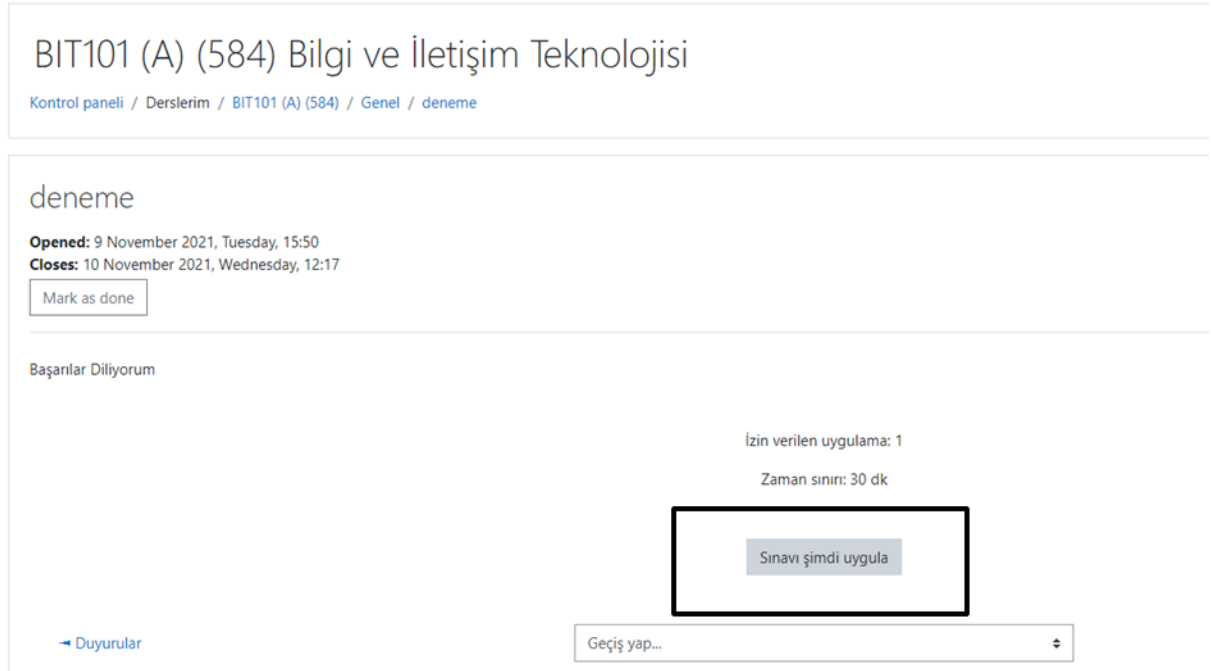 BIT101 (A) (584) Bilgi ve İletişim Teknolojisi
Kontrol paneli / Derslerim / BIT101 (A) (584) / Genel / deneme
deneme
Opened: 9 November 2021, Tuesday, 15:50
Closes: 10 November 2021, Wednesday, 12:17
Mark as done
Başarılar Diliyorum
İzin verilen uygulama: 1
Zaman sınırı: 30 dk
Sınavı şimdi uygula
◄ Duyurular
Geçiş yap...